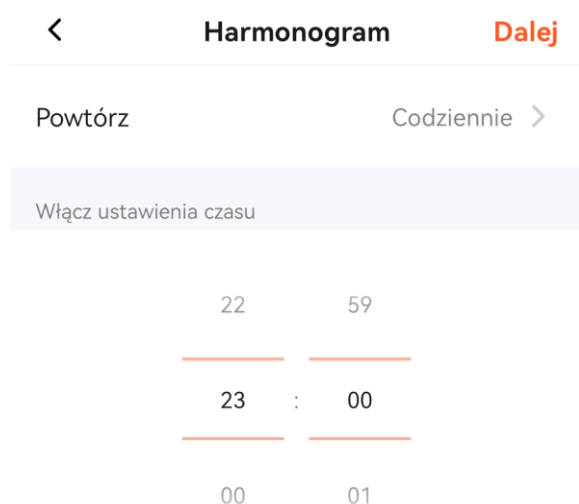 Harmonogram Dalej
Powtórz Codziennie
Włącz ustawienia czasu
22 59
23 : 00
00 01